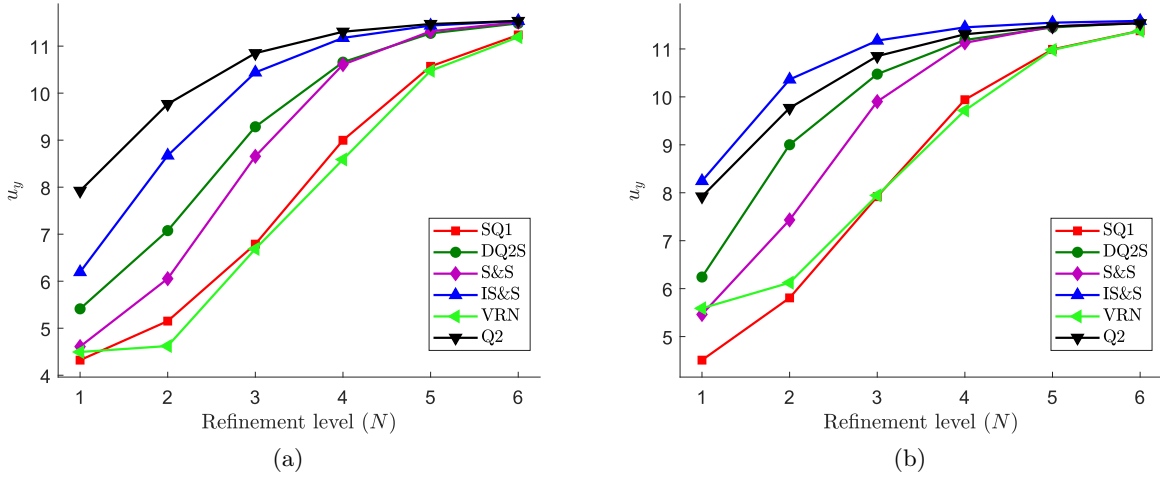 11
10
9
8
7
6
5
4
u_y
1 2 3 4 5 6
Refinement level (N)
SQ1
DQ2S
S&S
IS&S
VRN
Q2
(a)
11
10
9
8
7
6
5
u_y
1 2 3 4 5 6
Refinement level (N)
SQ1
DQ2S
S&S
IS&S
VRN
Q2
(b)